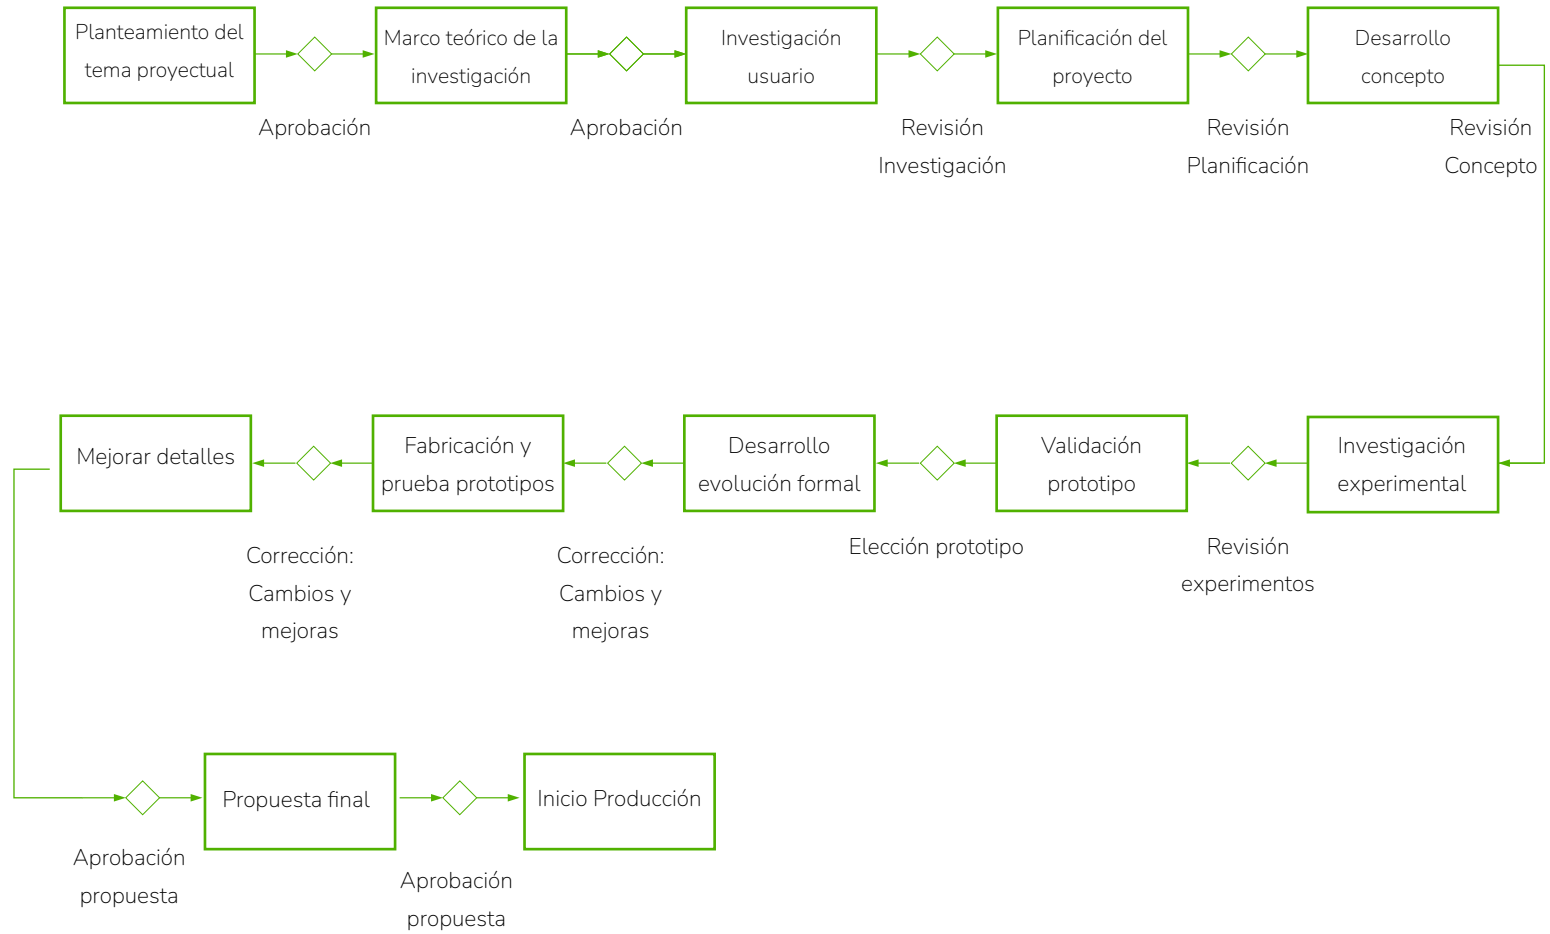 Planteamiento del
tema proyectual
Marco teórico de la
investigación
Investigación
usuario
Planificación del
proyecto
Desarrollo
concepto
Aprobación
Aprobación
Revisión
Investigación
Revisión
Planificación
Revisión
Concepto
Mejorar detalles
Fabricación y
prueba prototipos
Desarrollo
evolución formal
Validación
prototipo
Investigación
experimental
Corrección:
Cambios y
mejoras
Corrección:
Cambios y
mejoras
Elección prototipo
Revisión
experimentos
Propuesta final
Inicio Producción
Aprobación
propuesta
Aprobación
propuesta